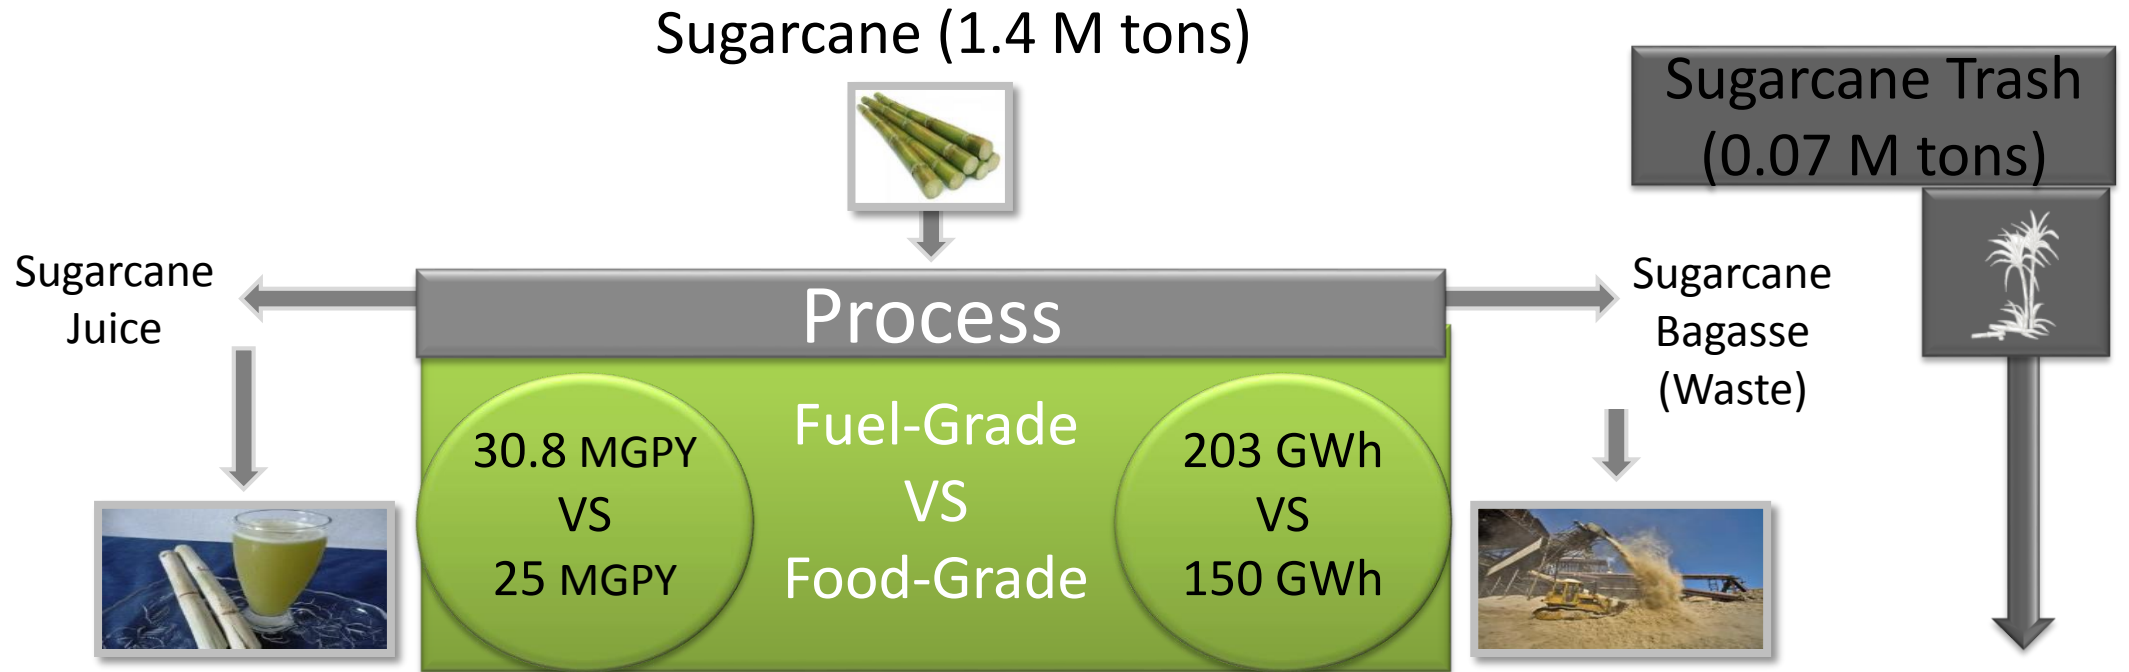 Sugarcane (1.4 M tons)
Sugarcane Trash
(0.07 M tons)
Sugarcane
Juice
Process
Sugarcane
Bagasse
(Waste)
30.8 MGPY
VS
25 MGPY
Fuel-Grade
VS
Food-Grade
203 GWh
VS
150 GWh